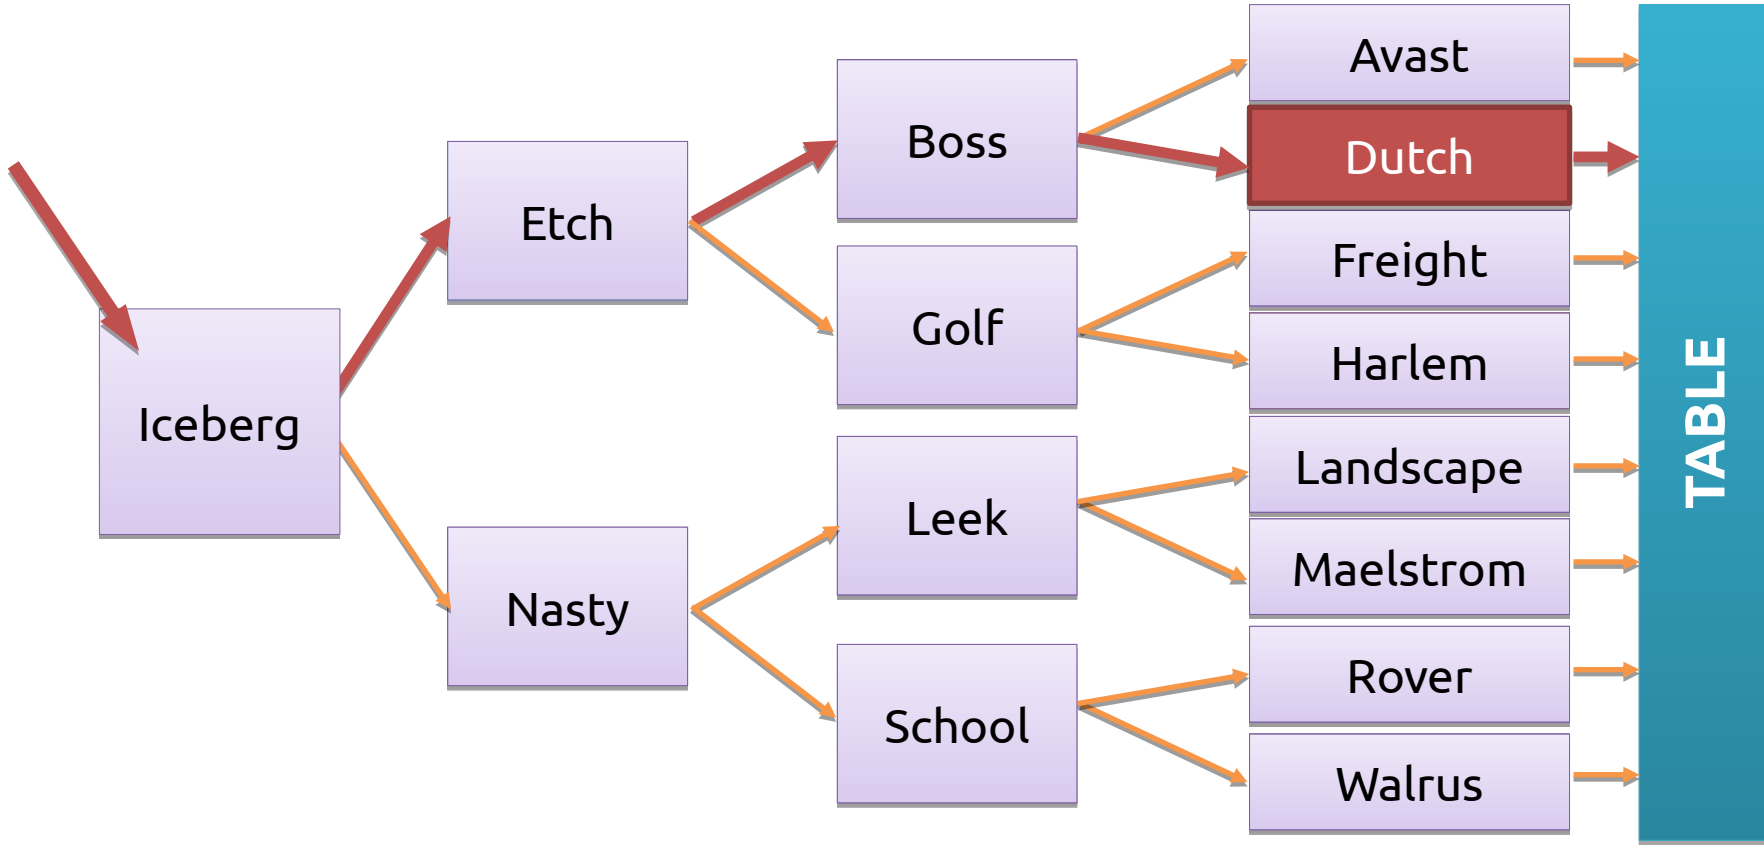 Iceberg
Etch
Nasty
Boss
Golf
Leek
School
Avast
Dutch
Freight
Harlem
Landscape
Maelstrom
Rover
Walrus
TABLE